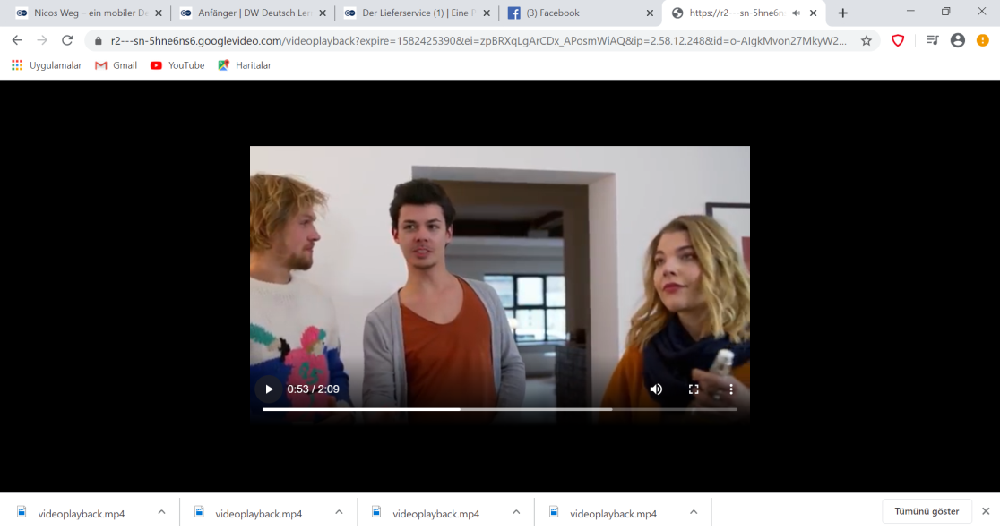 Nicos Weg – ein mobiler De
Anfänger | DW Deutsch Ler
Der Lieferservice (1) | Eine P
(3) Facebook
https://r2---sn-5hne6n
r2---sn-5hne6ns6.googlevideo.com/videoplayback?expire=1582425390&ei=zpBRXqLgArCDx_APosmWiAQ&ip=2.58.12.248&id=o-AIgkMvon27MkyW2...
Uygulamalar
Gmail
YouTube
Haritalar
0:53 / 2:09
videoplayback.mp4
videoplayback.mp4
videoplayback.mp4
videoplayback.mp4
Tümünü göster